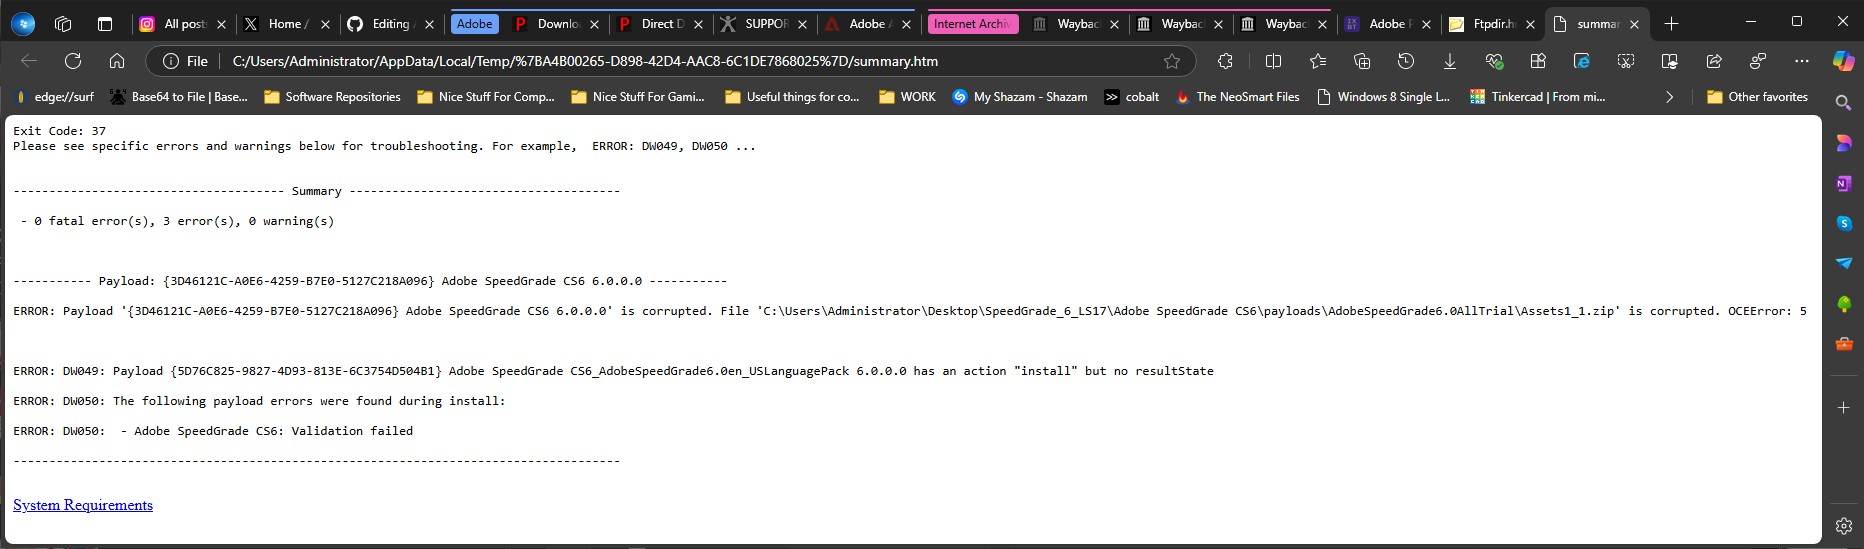 All post
Home /
Editing
Adobe
Downlo
Direct D
SUPPOR
Adobe A
Internet Archiv
Wayba
Waybac
Waybac
Adobe P
Ftpdir.h
summar
File
C:/Users/Administrator/AppData/Local/Temp/%7BA4B00265-D898-42D4-AAC8-6C1DE7868025%7D/summary.htm
edge://surf
Base64 to File | Base...
Software Repositories
Nice Stuff For Comp...
Nice Stuff For Gami...
Useful things for co...
WORK
My Shazam - Shazam
cobalt
The NeoSmart Files
Windows 8 Single L...
Tinkercad | From mi...
Other favorites
Exit Code: 37
Please see specific errors and warnings below for troubleshooting. For example,  ERROR: DW049, DW050 ...
-------------------------------------- Summary --------------------------------------
- 0 fatal error(s), 3 error(s), 0 warning(s)
----------- Payload: {3D46121C-A0E6-4259-B7E0-5127C218A096} Adobe SpeedGrade CS6 6.0.0.0 -----------
ERROR: Payload '{3D46121C-A0E6-4259-B7E0-5127C218A096} Adobe SpeedGrade CS6 6.0.0.0' is corrupted. File 'C:\Users\Administrator\Desktop\SpeedGrade_6_LS17\Adobe SpeedGrade CS6\payloads\AdobeSpeedGrade6.0AllTrial\Assets1_1.zip' is corrupted. OCEError: 5
ERROR: DW049: Payload {5D76C825-9827-4D93-813E-6C3754D504B1} Adobe SpeedGrade CS6_AdobeSpeedGrade6.0en_USLanguagePack 6.0.0.0 has an action "install" but no resultState
ERROR: DW050: The following payload errors were found during install:
ERROR: DW050:  - Adobe SpeedGrade CS6: Validation failed
-------------------------------------------------------------------------------------
System Requirements